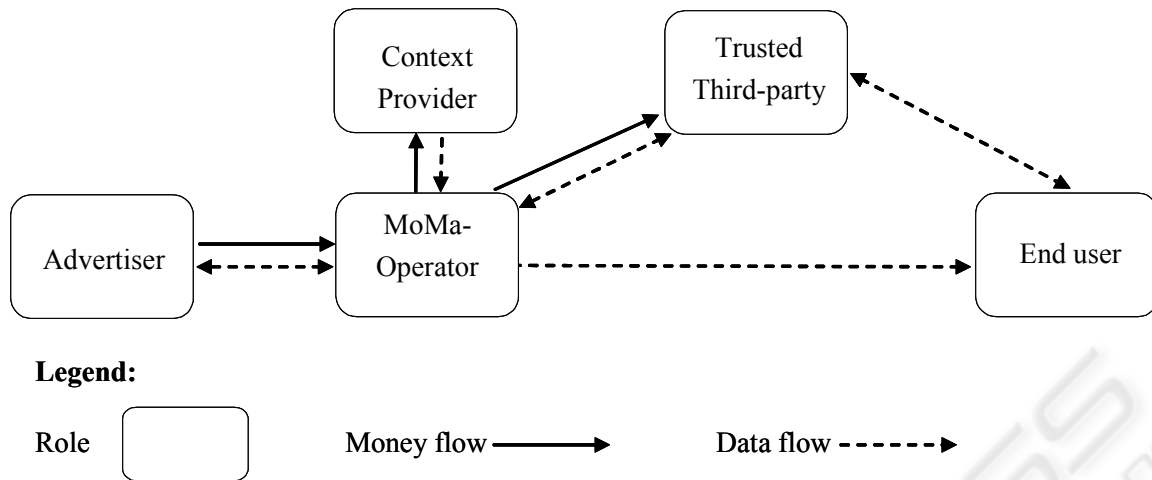 Context
Provider
Trusted
Third-party
Advertiser
MoMa-
Operator
End user
Legend:
Role
Money flow
Data flow